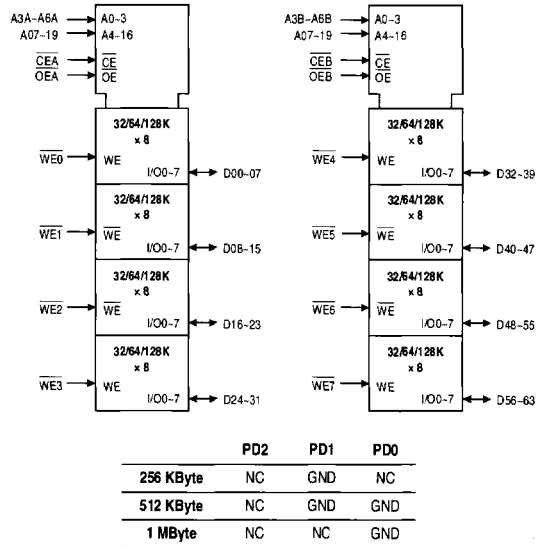 A3A~A6A A0~3
A07~19 A4~16
CEA CE
OEA OE
32/64/128K
x 8
WE0 WE
I/O0~7 D00~07
32/64/128K
x 8
WE1 WE
I/O0~7 D08~15
32/64/128K
x 8
WE2 WE
I/O0~7 D16~23
32/64/128K
x 8
WE3 WE
I/O0~7 D24~31
A3B~A6B A0~3
A07~19 A4~16
CEB CE
OEB OE
32/64/128K
x 8
WE4 WE
I/O0~7 D32~39
32/64/128K
x 8
WE5 WE
I/O0~7 D40~47
32/64/128K
x 8
WE6 WE
I/O0~7 D48~55
32/64/128K
x 8
WE7 WE
I/O0~7 D56~63
PD2 PD1 PD0
256 KByte NC GND NC
512 KByte NC GND GND
1 MByte NC NC GND